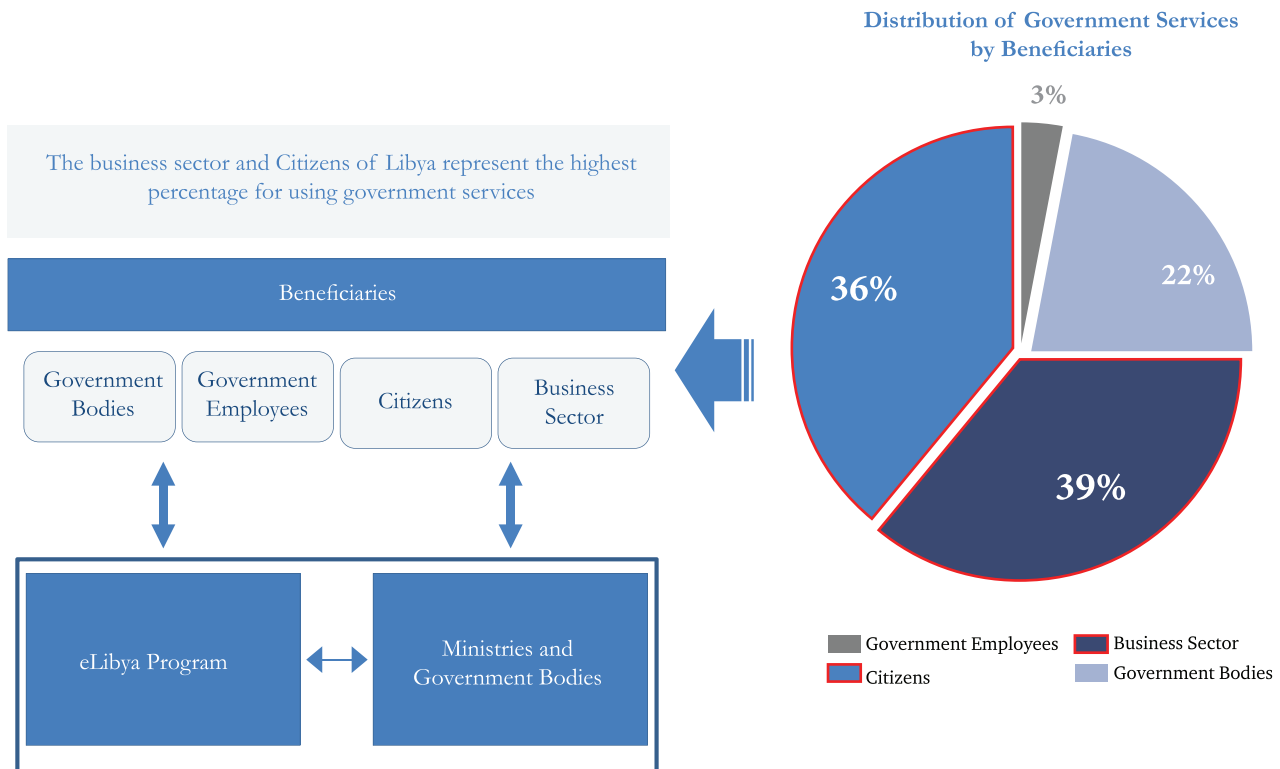 Distribution of Government Services
by Beneficiaries
3%
22%
36%
39%
Government Employees
Business Sector
Citizens
Government Bodies
The business sector and Citizens of Libya represent the highest
percentage for using government services
Beneficiaries
Government
Bodies
Government
Employees
Citizens
Business
Sector
eLibya Program
Ministries and
Government Bodies